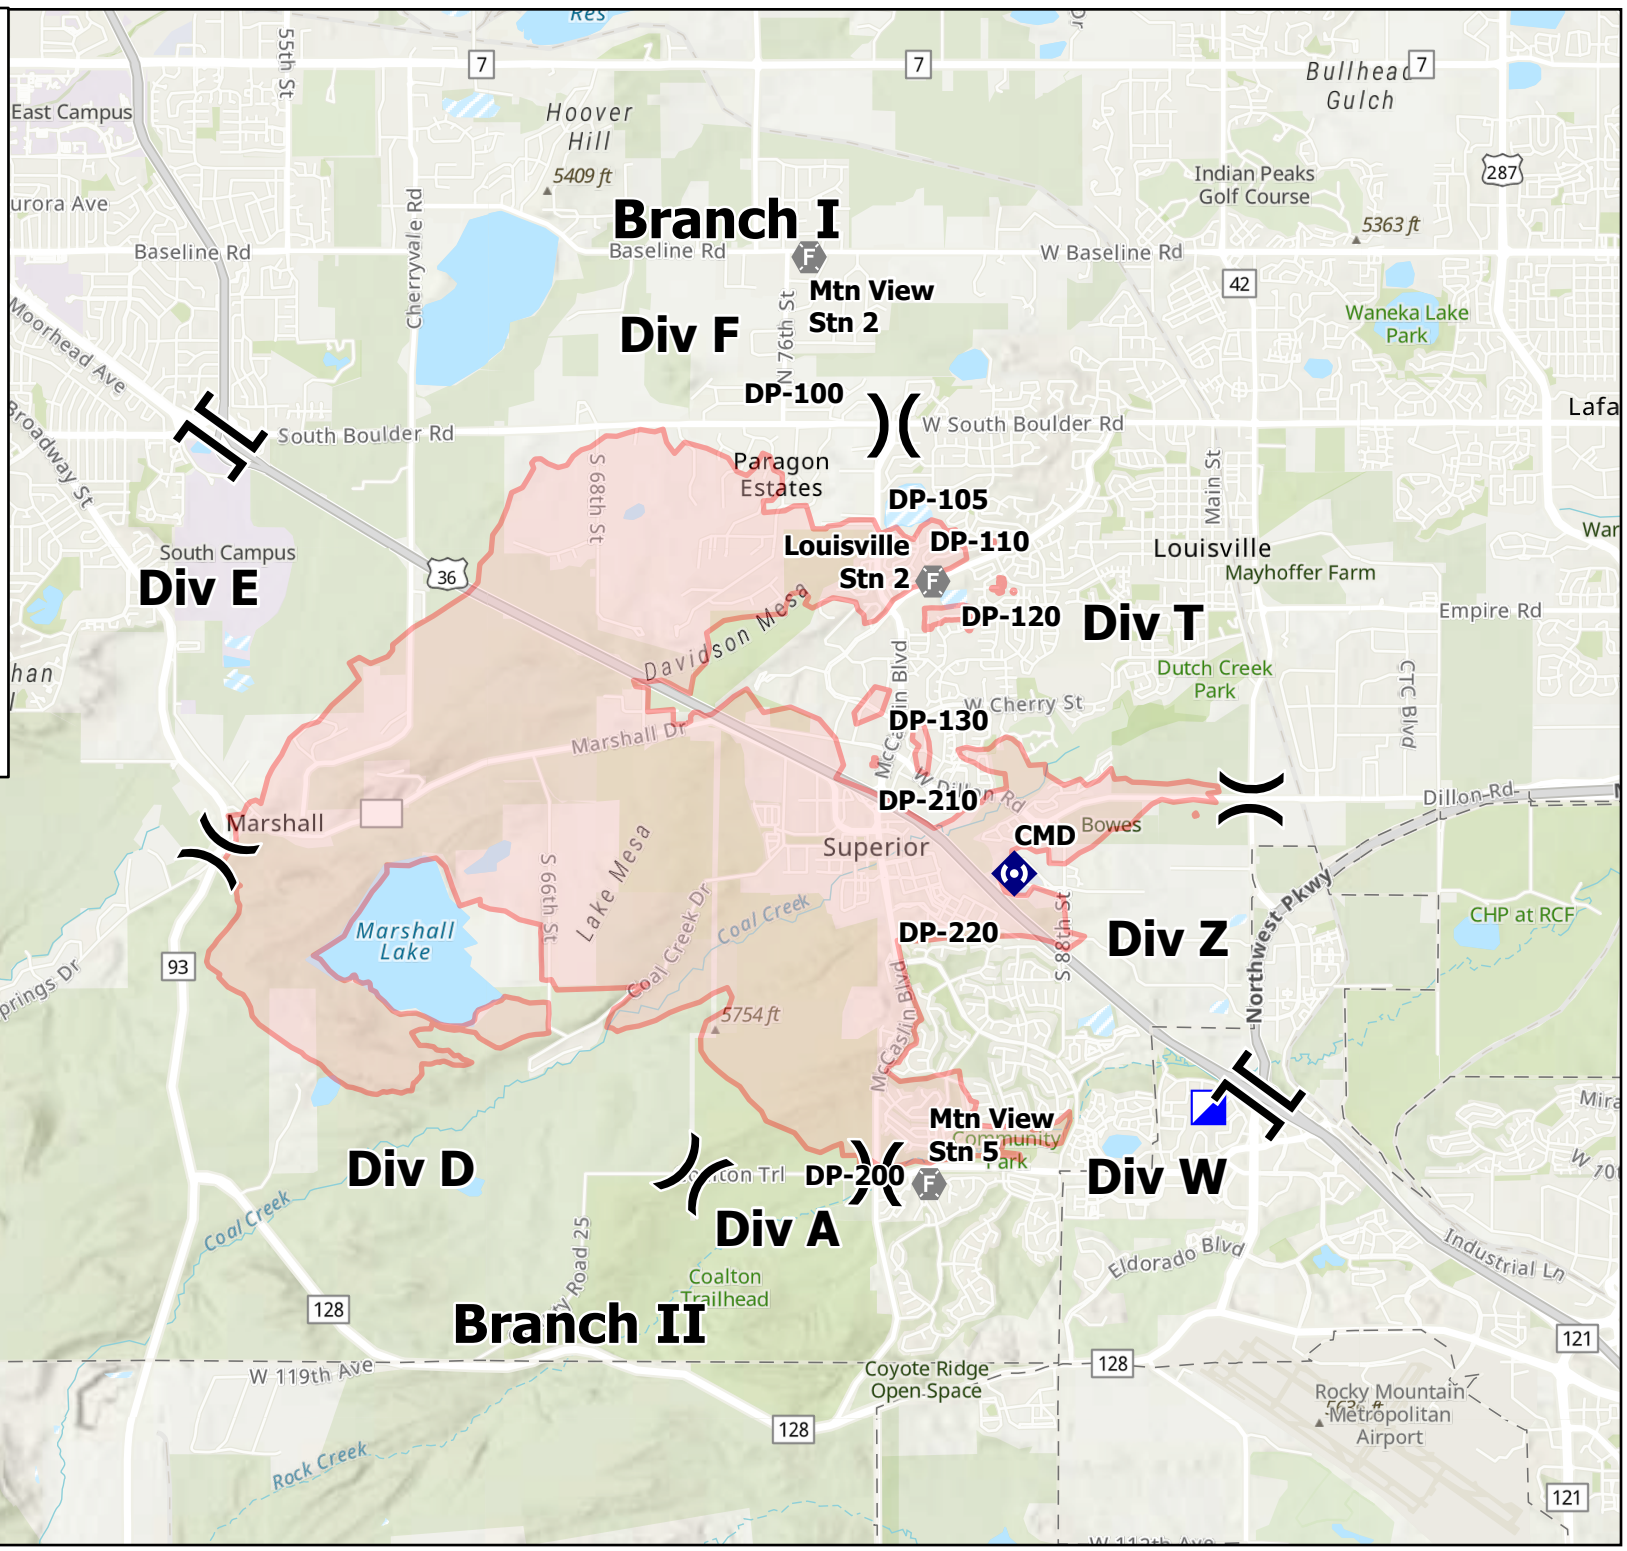 Res
Dr
55th St
7
7
7
Bullhead
Gulch
East Campus
Hoover
Hill
5409 ft
Indian Peaks
Golf Course
287
urora Ave
Cherryvale Rd
Branch I
5363 ft
Baseline Rd
Baseline Rd
F
W Baseline Rd
42
Moorhead Ave
Mtn View
Stn 2
N 76th St
Div F
Waneka Lake
Park
DP-100
Lafa
Broadway St
South Boulder Rd
W South Boulder Rd
Paragon
Estates
S 68th St
Main St
DP-105
War
South Campus
Louisville
Stn 2
F
DP-110
Louisville
Mayhoffer Farm
36
Div E
DP-120
Div T
Empire Rd
Davidson Mesa
han
Dutch Creek
Park
CTC Blvd
W Cherry St
DP-130
Marshall Dr
W Dillon Rd
DP-210
Dillon Rd
Marshall
CMD
Bowes
Superior
S 66th St
Lake Mesa
Coal Creek Dr
Coal Creek
Marshall
Lake
DP-220
S 88th St
Div Z
Northwest Pkwy
CHP at RCF
93
prings Dr
McCaslin Blvd
5754 ft
Mira
Mtn View
Stn 5
Community
Park
Div D
DP-200
F
Div W
Div A
Coal Creek
Eldorado Blvd
Industrial Ln
Coalton
Trailhead
128
Branch II
121
W 119th Ave
Coyote Ridge
Open Space
128
128
Rocky Mountain
Metropolitan
Airport
Rock Creek
121